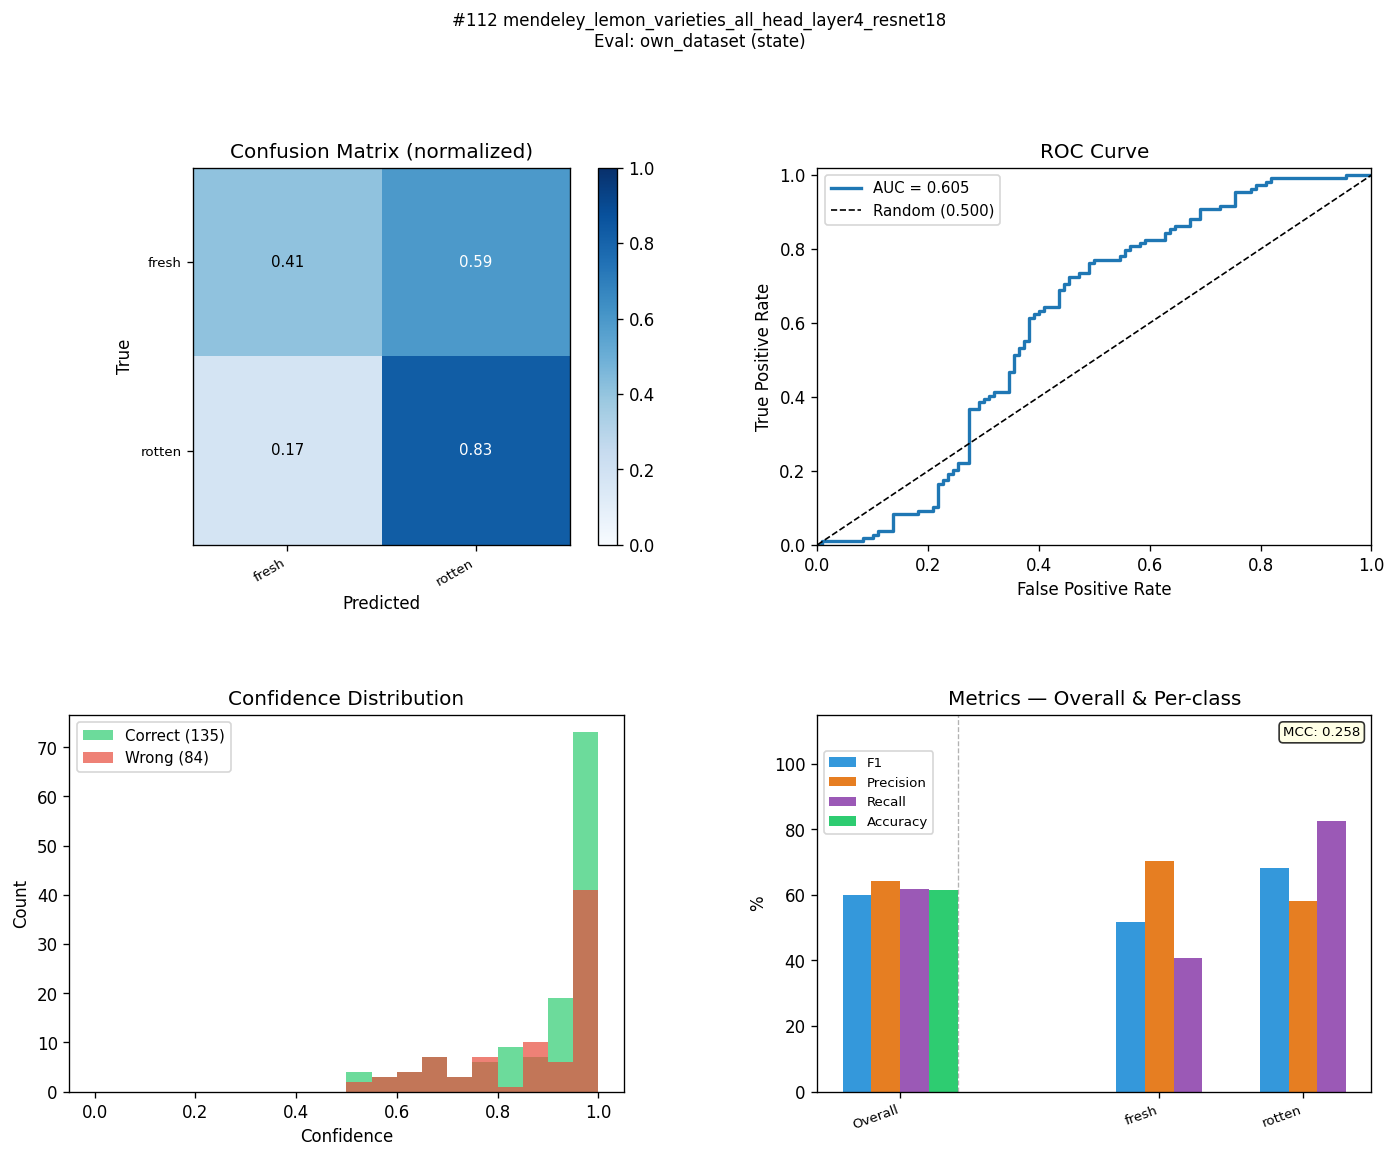 #112 mendeley_lemon_varieties_all_head_layer4_resnet18
Eval: own_dataset (state)
Confusion Matrix (normalized)
True
fresh
rotten
0.41
0.59
0.17
0.83
fresh
rotten
Predicted
1.0
0.8
0.6
0.4
0.2
0.0
ROC Curve
AUC = 0.605
Random (0.500)
True Positive Rate
1.0
0.8
0.6
0.4
0.2
0.0
0.0 0.2 0.4 0.6 0.8 1.0
False Positive Rate
Confidence Distribution
Correct (135)
Wrong (84)
Count
70
60
50
40
30
20
10
0
0.0 0.2 0.4 0.6 0.8 1.0
Confidence
Metrics — Overall & Per-class
MCC: 0.258
F1
Precision
Recall
Accuracy
%
100
80
60
40
20
0
Overall
fresh
rotten